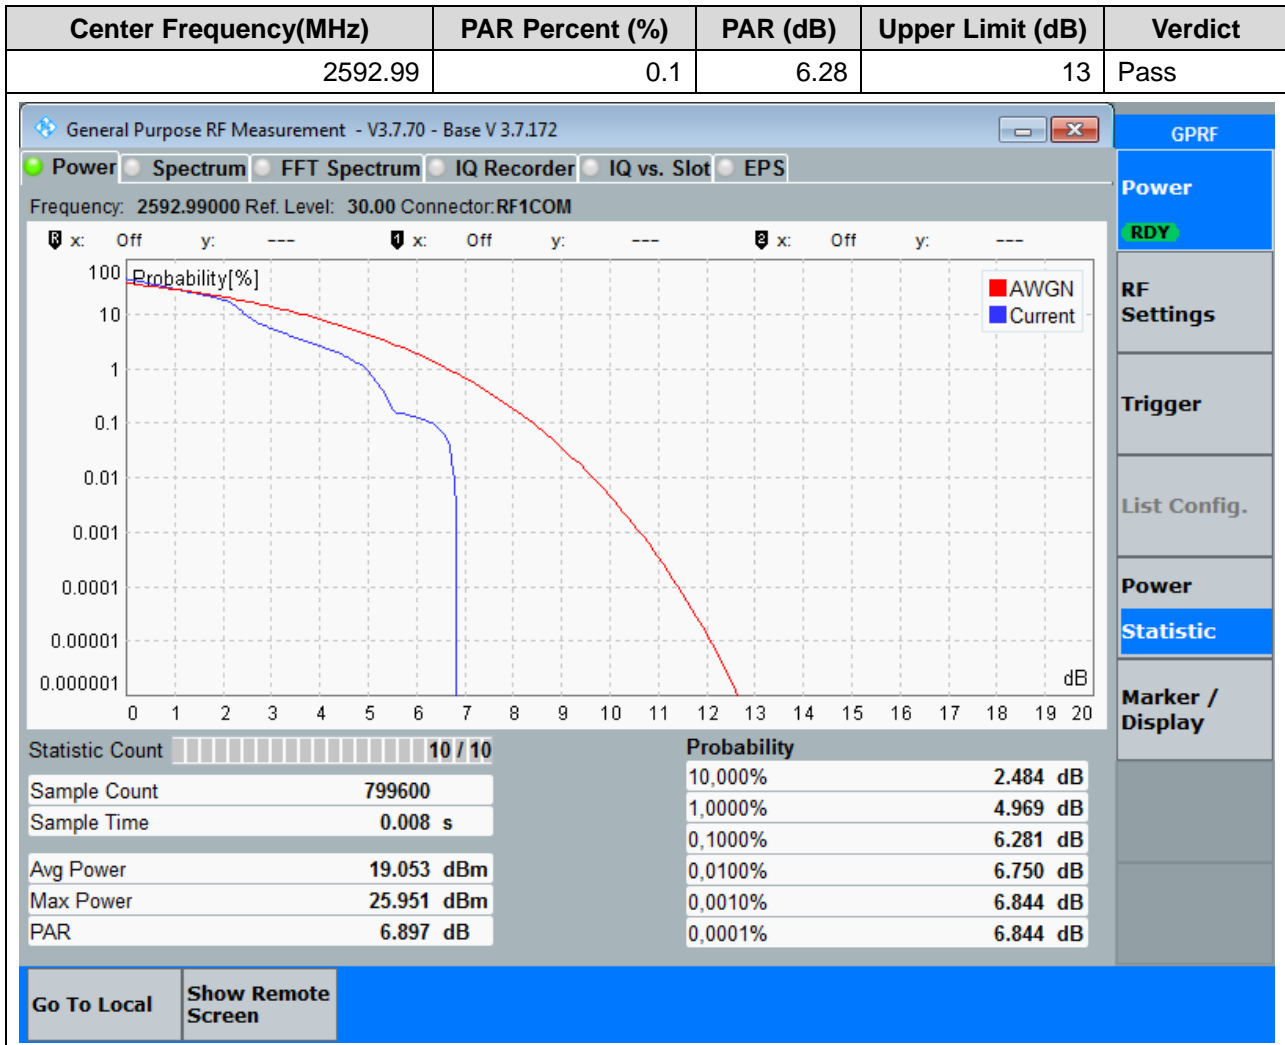 Center Frequency(MHz) PAR Percent (%) PAR (dB) Upper Limit (dB) Verdict
2592.99 0.1 6.28 13 Pass
General Purpose RF Measurement - V3.7.70 - Base V 3.7.172
GPRF
Power Spectrum FFT Spectrum IQ Recorder IQ vs. Slot EPS
Power
RDY
Frequency: 2592.99000 Ref. Level: 30.00 Connector: RF1COM
R x: Off y: --- 1 x: Off y: --- 2 x: Off y: ---
Probability[%]
AWGN
Current
100
10
1
0.1
0.01
0.001
0.0001
0.00001
0.000001
dB
0 1 2 3 4 5 6 7 8 9 10 11 12 13 14 15 16 17 18 19 20
RF
Settings
Trigger
List Config.
Power
Statistic
Marker /
Display
Statistic Count 10 / 10
Sample Count 799600
Sample Time 0.008 s
Avg Power 19.053 dBm
Max Power 25.951 dBm
PAR 6.897 dB
Probability
10,000% 2.484 dB
1,0000% 4.969 dB
0,1000% 6.281 dB
0,0100% 6.750 dB
0,0010% 6.844 dB
0,0001% 6.844 dB
Go To Local
Show Remote
Screen